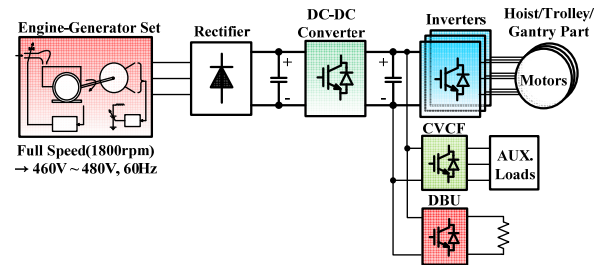 Engine-Generator Set
Rectifier
DC-DC
Converter
Inverters
Hoist/Trolley/
Gantry Part
+
-
+
-
Motors
Full Speed(1800rpm)
→ 460V ~ 480V, 60Hz
CVCF
AUX.
Loads
DBU